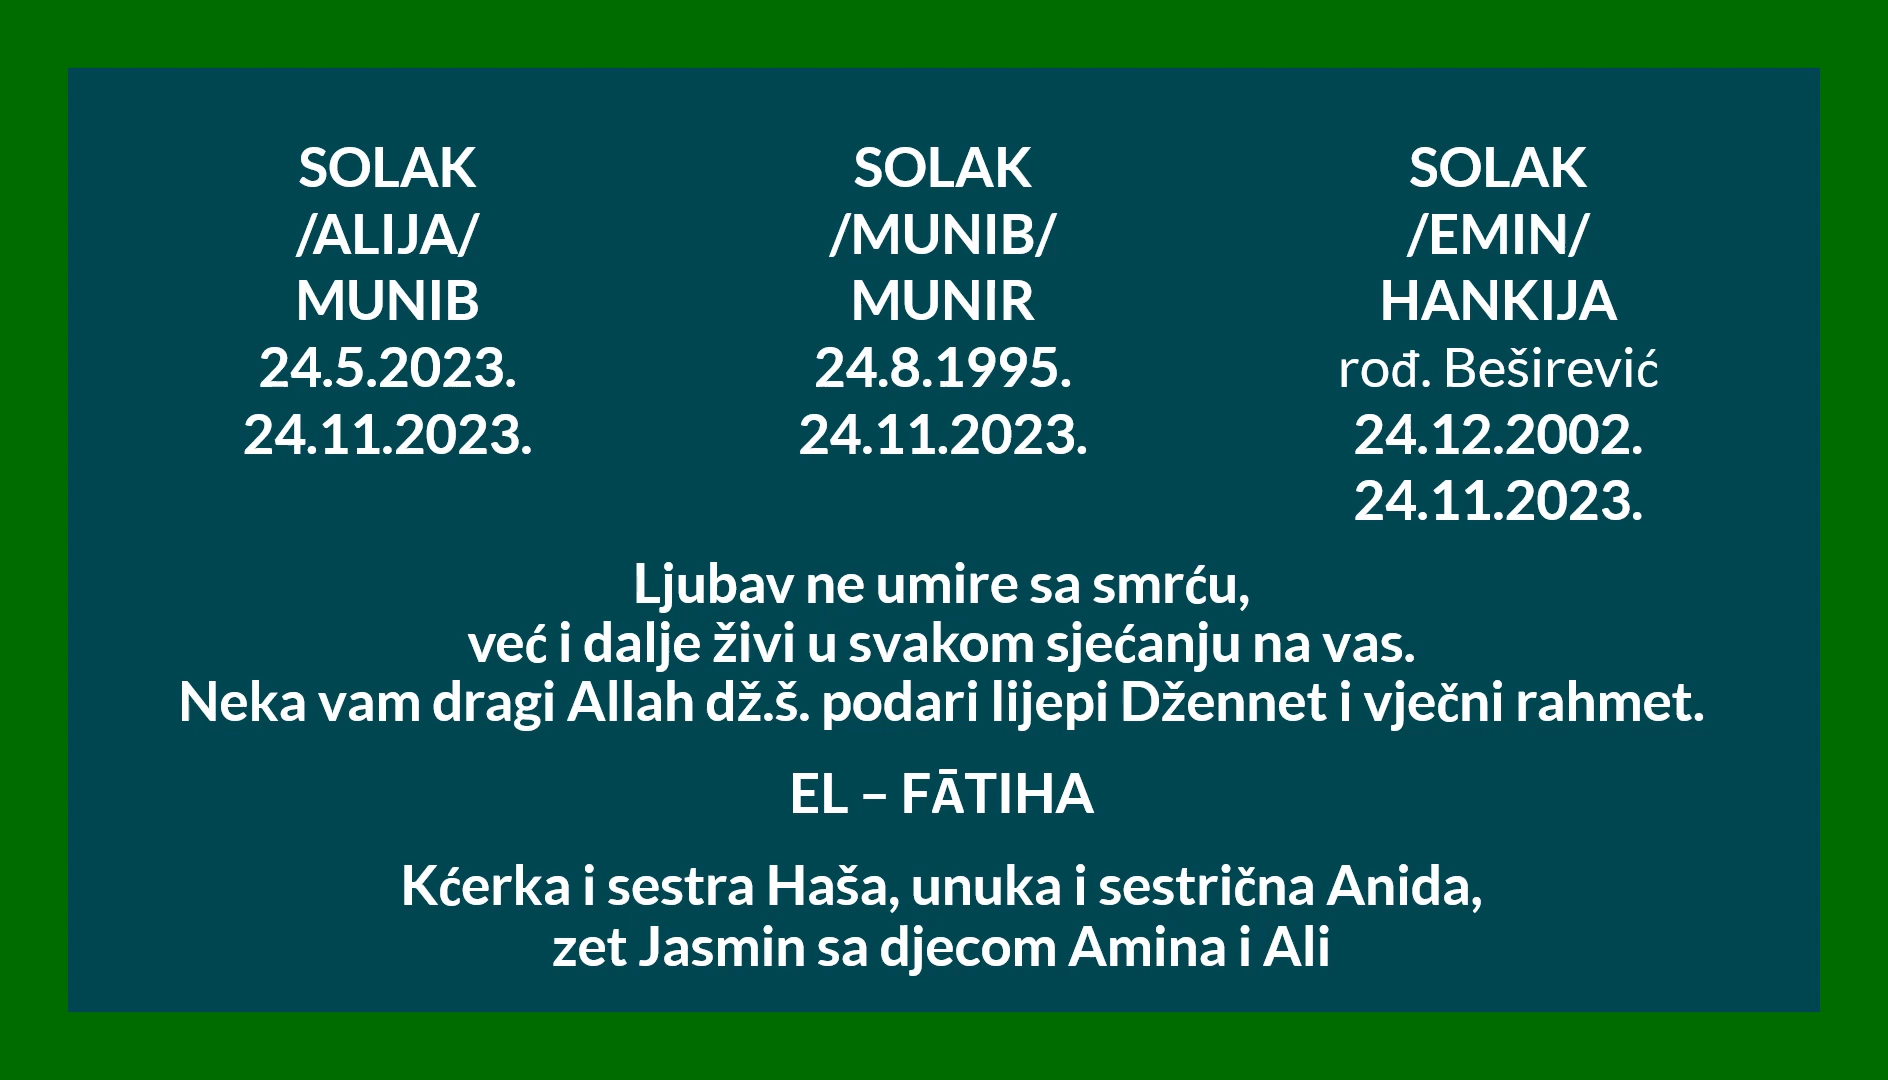 SOLAK
/ALIJA/
MUNIB
24.5.2023.
24.11.2023.
SOLAK
/MUNIB/
MUNIR
24.8.1995.
24.11.2023.
SOLAK
/EMIN/
HANKIJA
rođ. Beširević
24.12.2002.
24.11.2023.
Ljubav ne umire sa smrću,
već i dalje živi u svakom sjećanju na vas.
Neka vam dragi Allah dž.š. podari lijepi Džennet i vječni rahmet.
EL – FĀTIHA
Kćerka i sestra Haša, unuka i sestrična Anida,
zet Jasmin sa djecom Amina i Ali